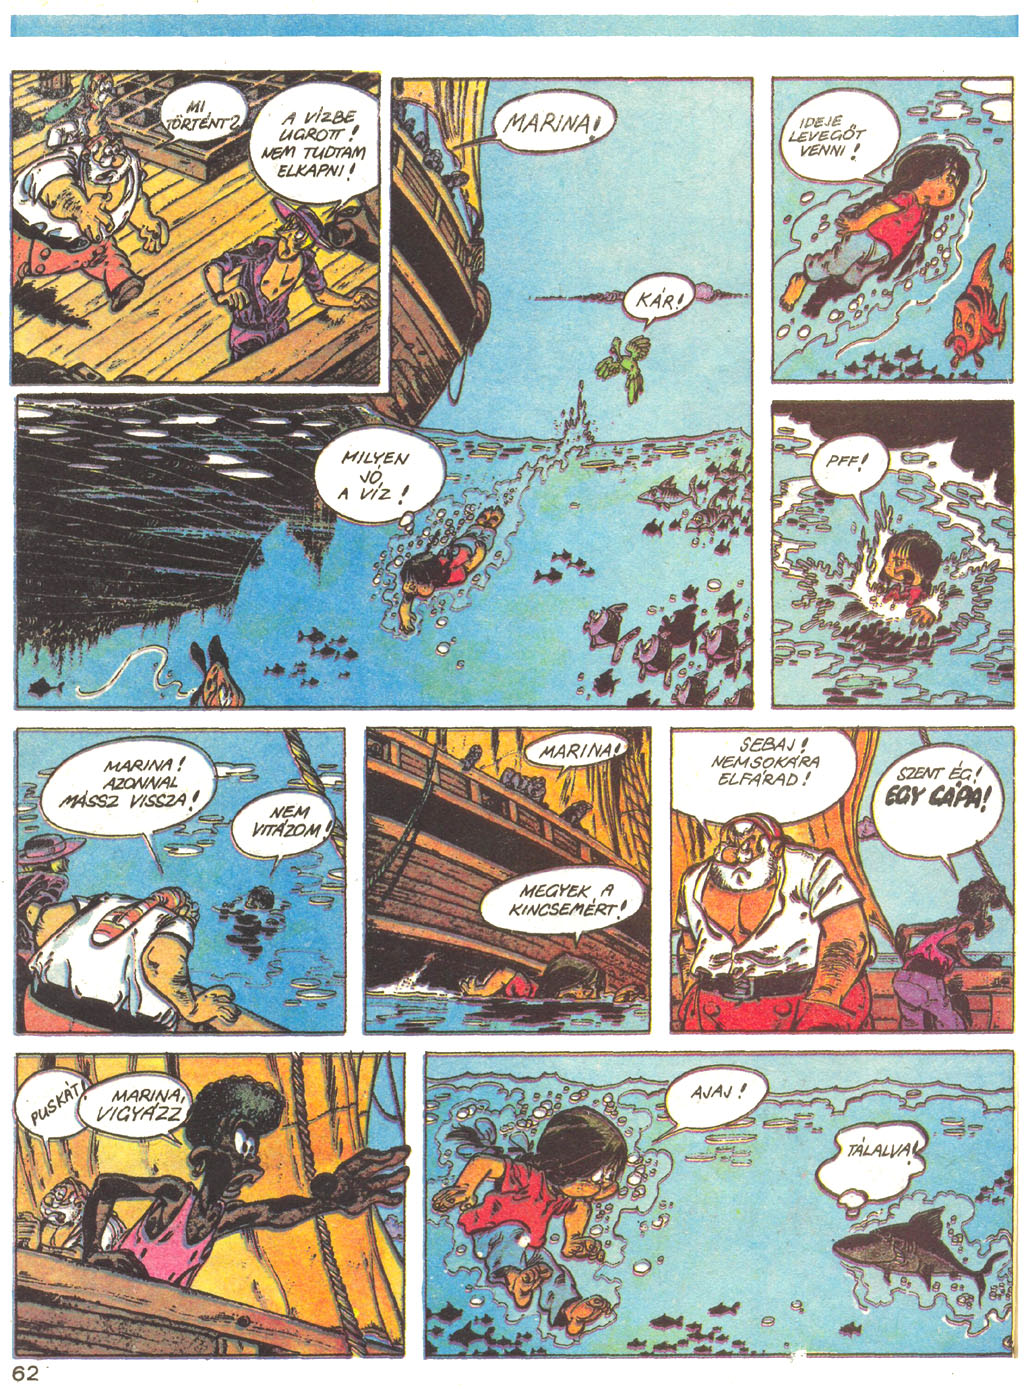 MI
TÖRTÉNT?
A VÍZBE
UGROTT!
NEM TUDTAM
ELKAPNI!
MARINA!
KÁR!
MILYEN
JÓ,
A VÍZ!
IDEJE
LEVEGŐT
VENNI!
PFF!
MARINA!
AZONNAL
MÁSSZ VISSZA!
NEM
VITÁZOM!
MARINA!
MEGYEK A
KINCSEMÉRT!
SEBAJ!
NEMSOKÁRA
ELFÁRAD!
SZENT ÉG!
EGY CÁPA!
PUSKÁT!
MARINA,
VIGYÁZZ
AJAJ!
TÁLALVA!
62